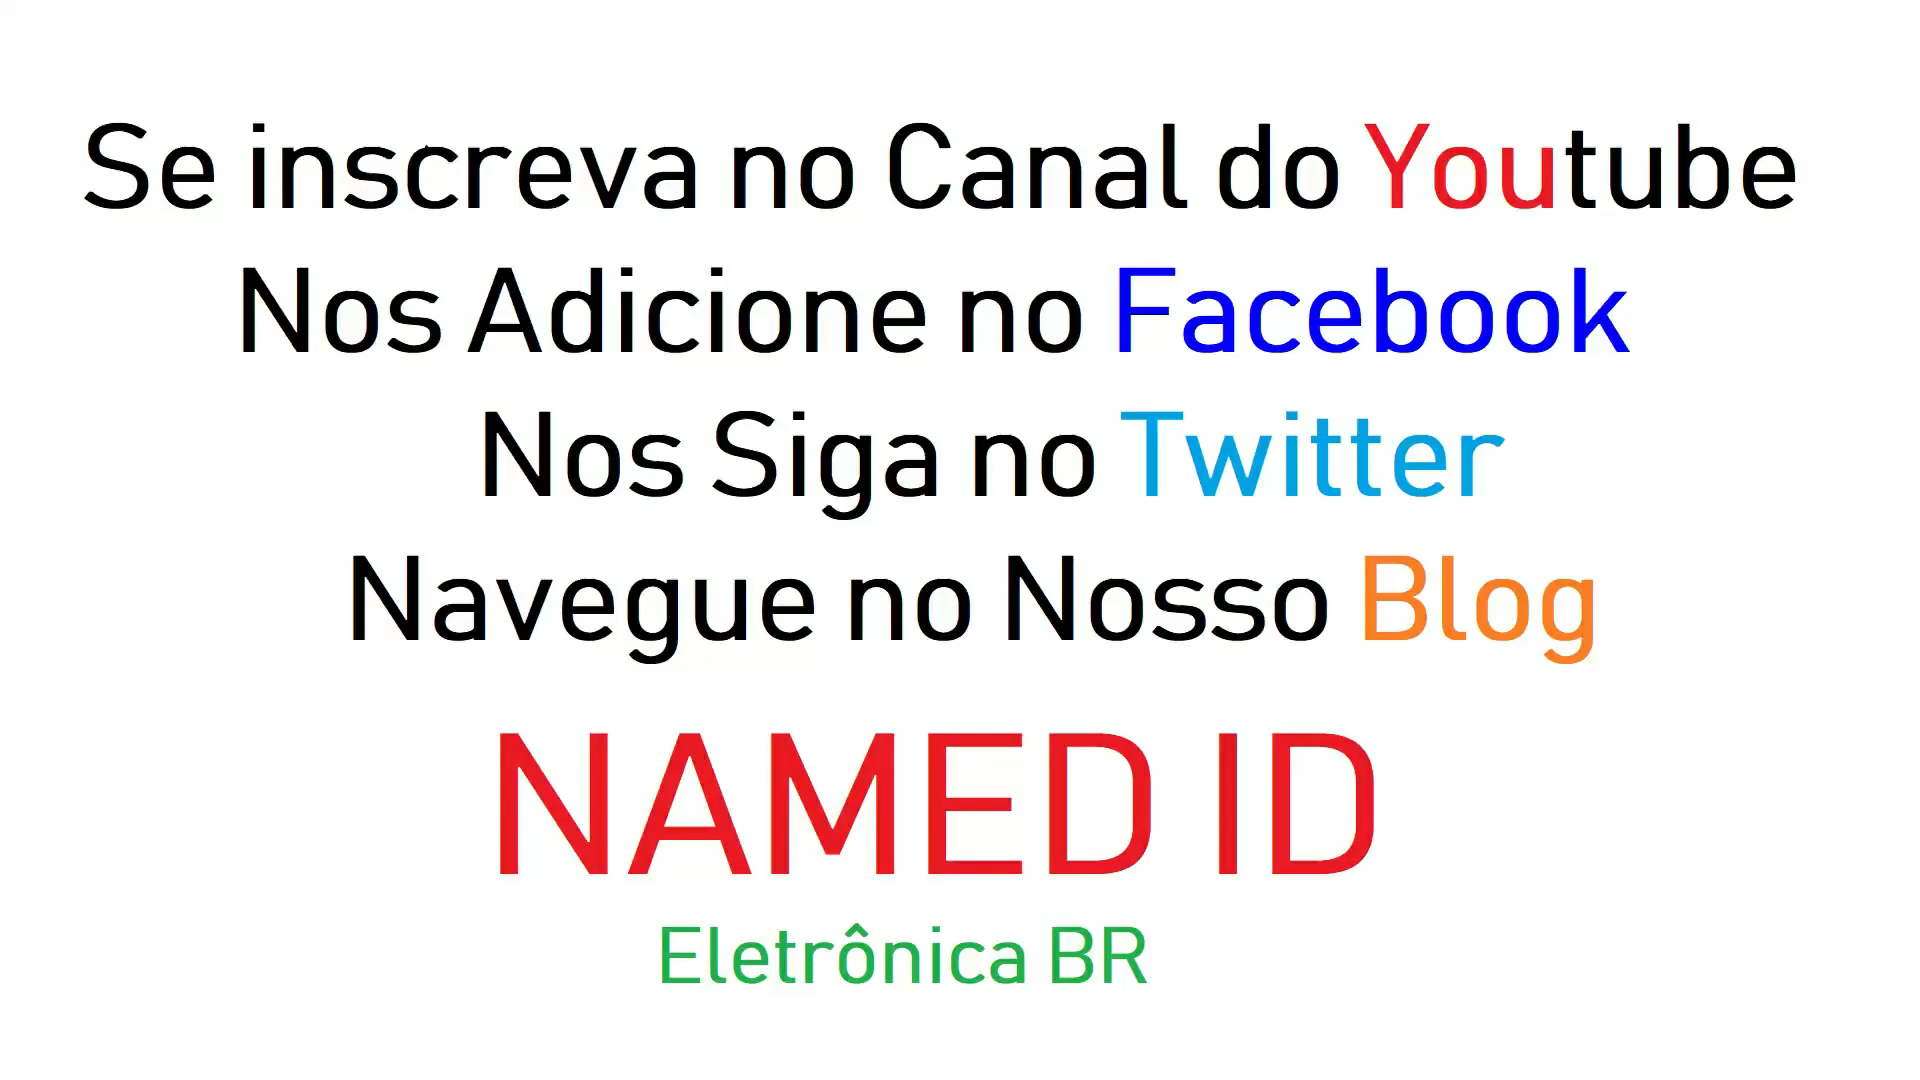 Se inscreva no Canal do Youtube
Nos Adicione no Facebook
Nos Siga no Twitter
Navegue no Nosso Blog
NAMED ID
Eletrônica BR